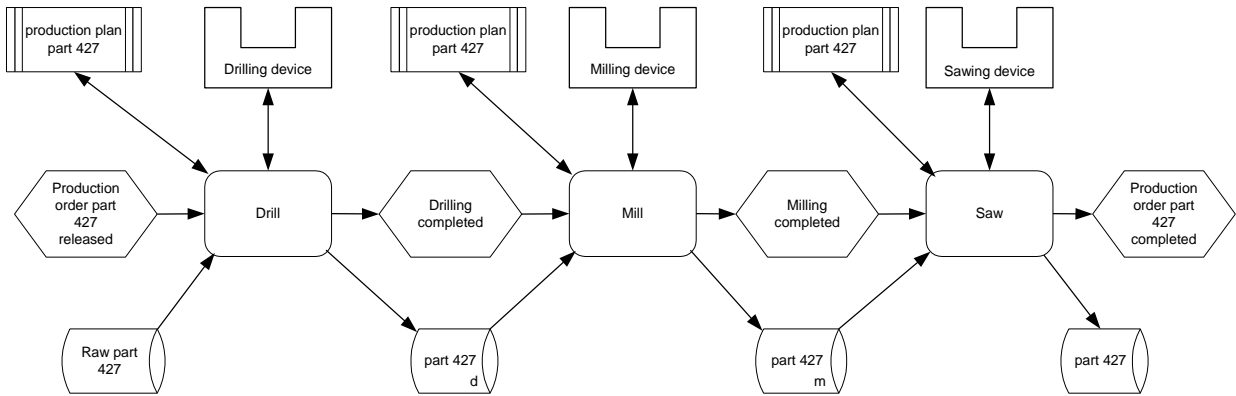 production plan
part 427
Drilling device
production plan
part 427
Milling device
production plan
part 427
Sawing device
Production
order part
427
released
Drill
Drilling
completed
Mill
Milling
completed
Saw
Production
order part
427
completed
Raw part
427
part 427
d
part 427
m
part 427